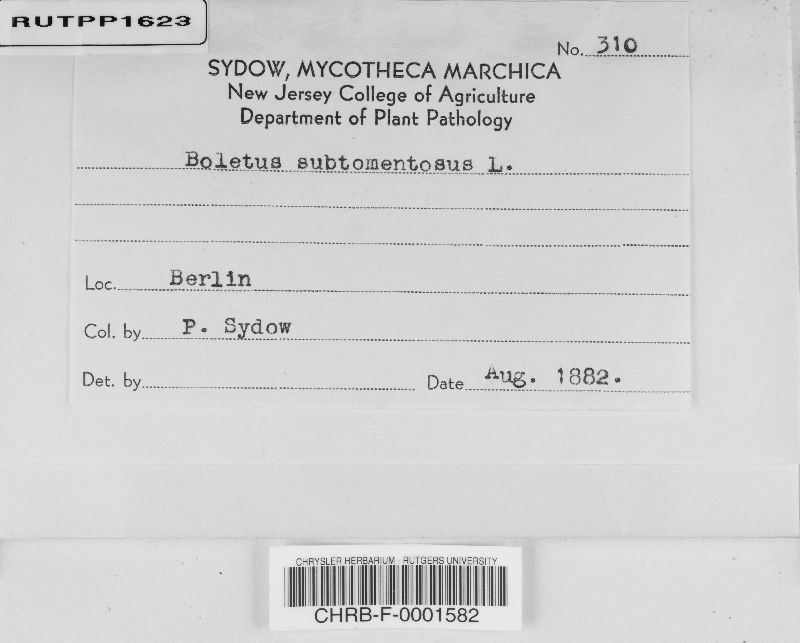 RUTPP1623
No. 310
SYDOW, MYCOTHECA MARCHICA
New Jersey College of Agriculture
Department of Plant Pathology
Boletus subtomentosus L.
Loc. Berlin
Col. by P. Sydow
Det. by Date Aug. 1882.
CHRYSLER HERBARIUM - RUTGERS UNIVERSITY
CHRB-F-0001582